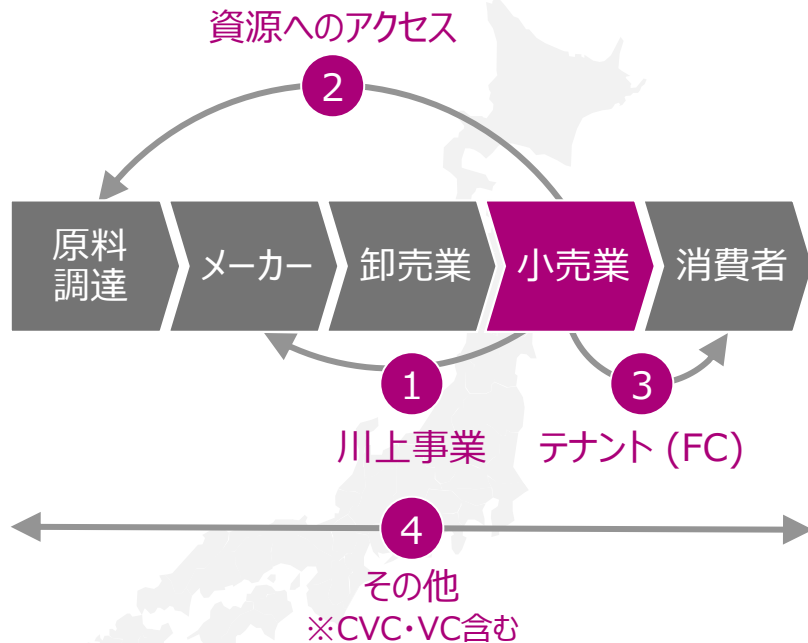 資源へのアクセス
2
原料
調達
メーカー
卸売業
小売業
消費者
1
3
川上事業
テナント (FC)
4
その他
※CVC・VC含む